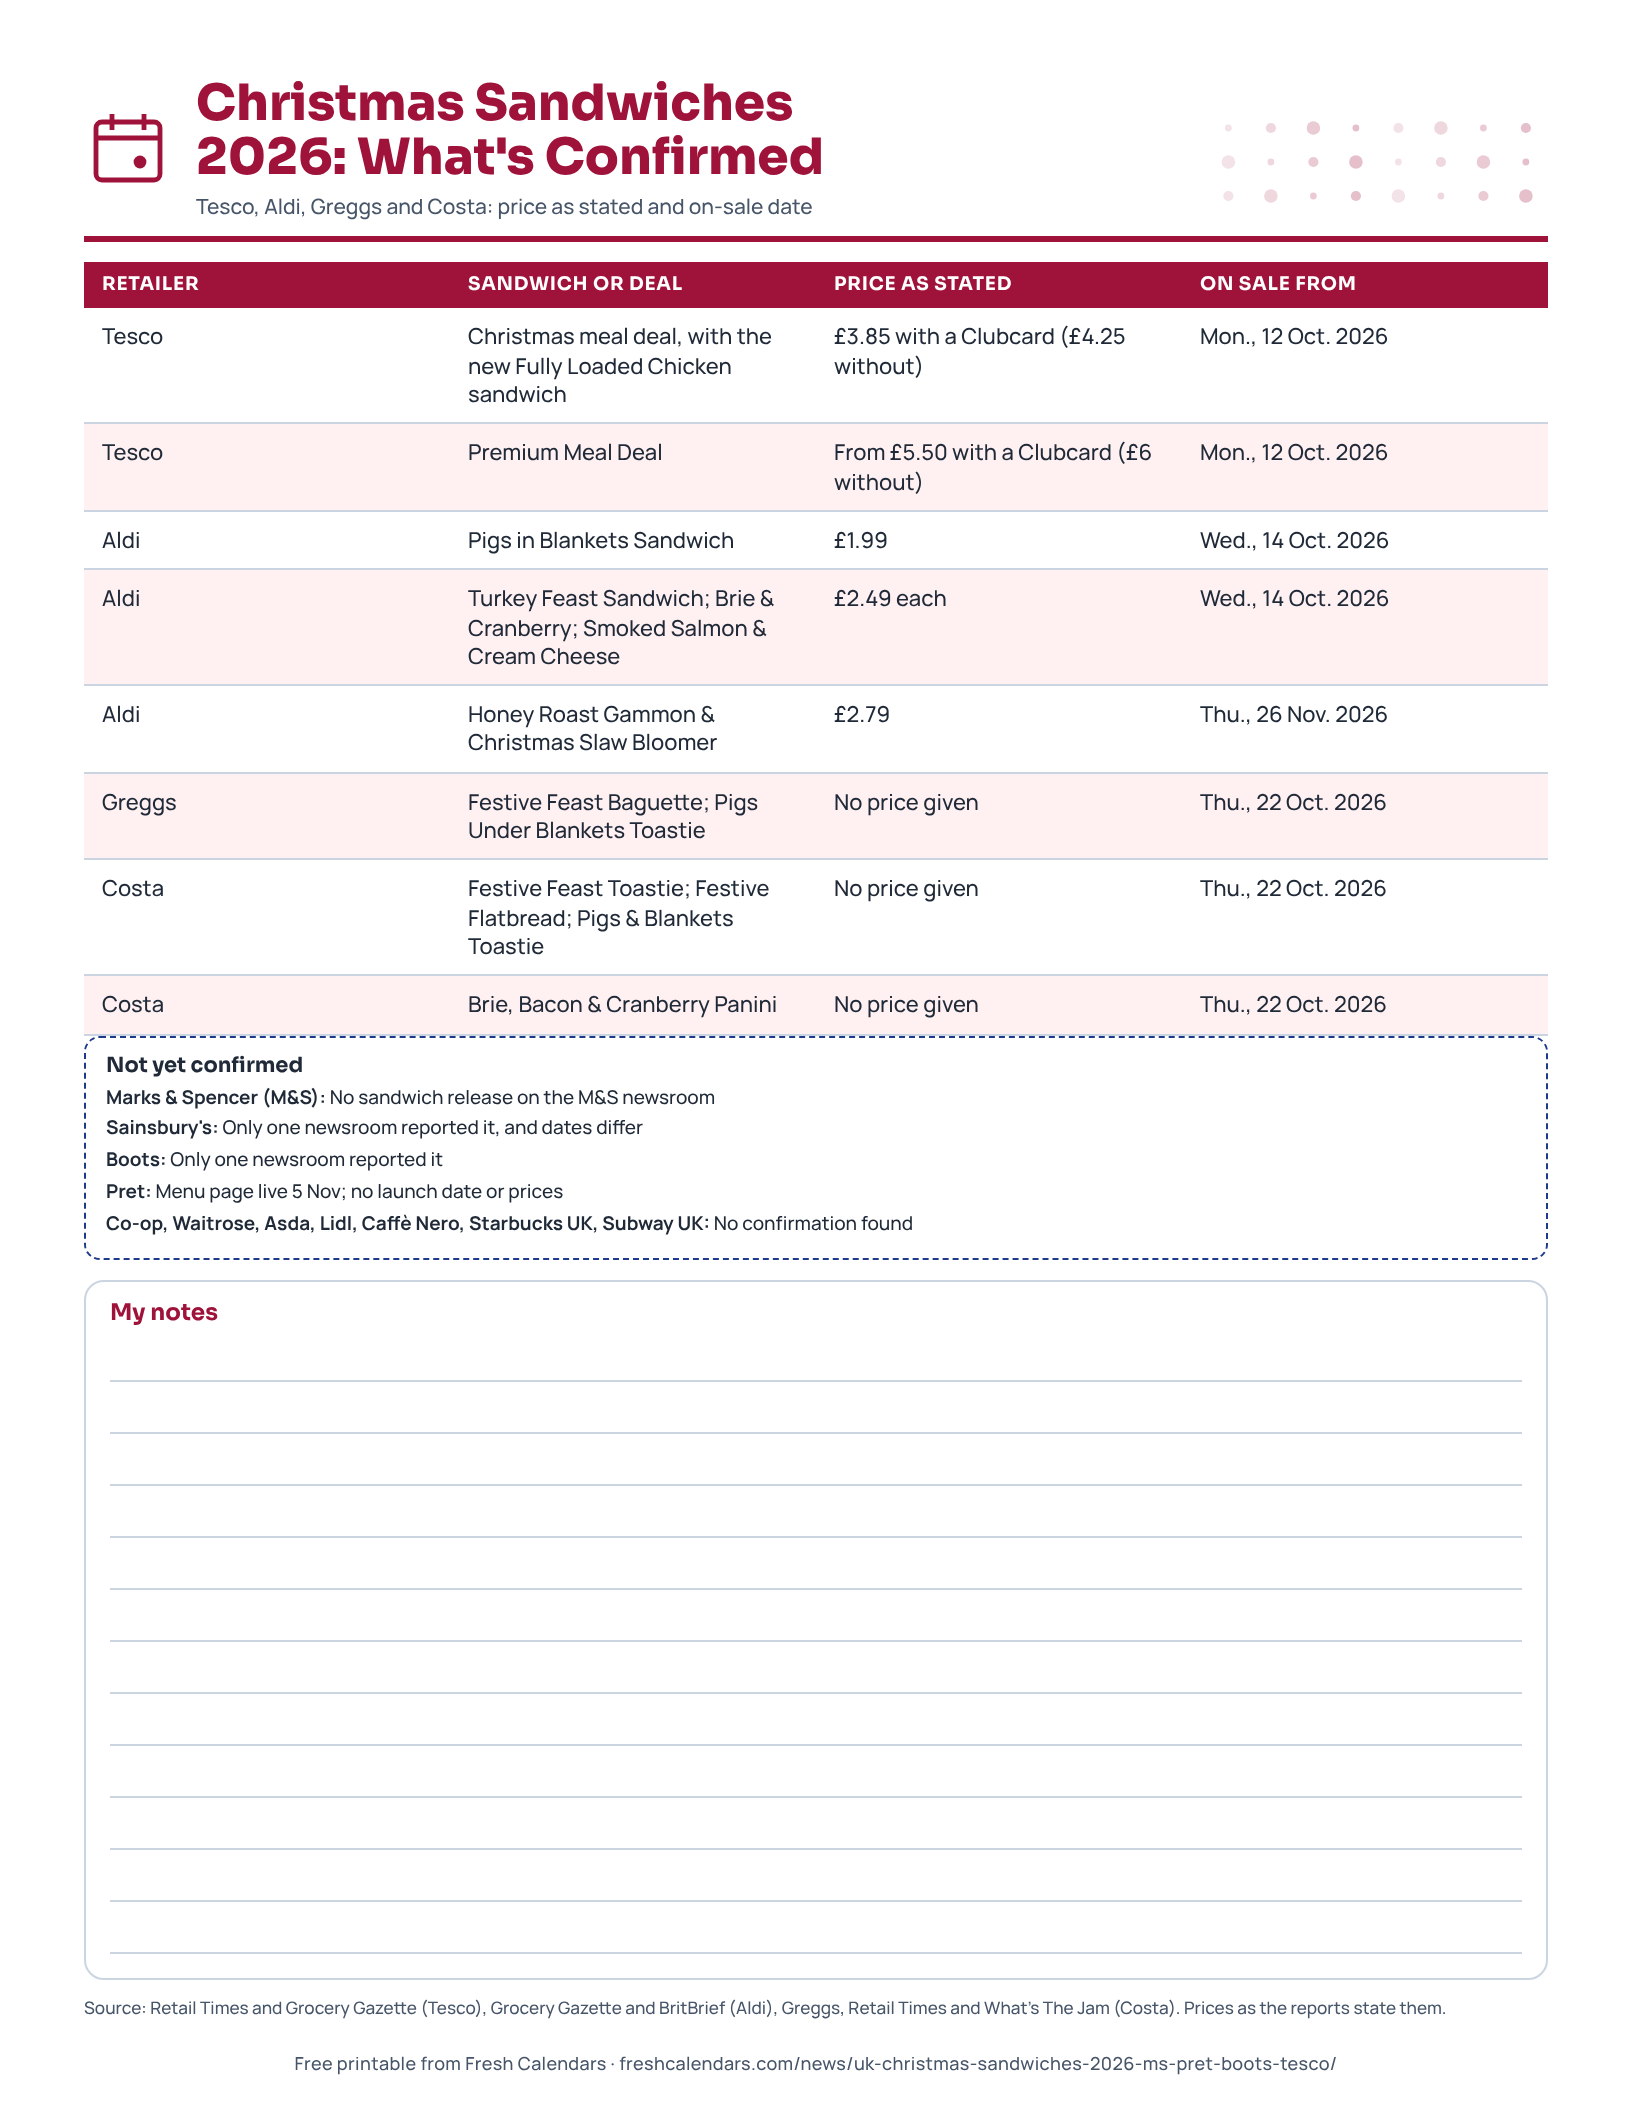 Christmas Sandwiches
2026: What's Confirmed
Tesco, Aldi, Greggs and Costa: price as stated and on-sale date
RETAILER SANDWICH OR DEAL PRICE AS STATED ON SALE FROM
Tesco Christmas meal deal, with the £3.85 with a Clubcard (£4.25 Mon., 12 Oct. 2026
new Fully Loaded Chicken without)
sandwich
Tesco Premium Meal Deal From £5.50 with a Clubcard (£6 Mon., 12 Oct. 2026
without)
Aldi Pigs in Blankets Sandwich £1.99 Wed., 14 Oct. 2026
Aldi Turkey Feast Sandwich; Brie & £2.49 each Wed., 14 Oct. 2026
Cranberry; Smoked Salmon &
Cream Cheese
Aldi Honey Roast Gammon & £2.79 Thu., 26 Nov. 2026
Christmas Slaw Bloomer
Greggs Festive Feast Baguette; Pigs No price given Thu., 22 Oct. 2026
Under Blankets Toastie
Costa Festive Feast Toastie; Festive No price given Thu., 22 Oct. 2026
Flatbread; Pigs & Blankets
Toastie
Costa Brie, Bacon & Cranberry Panini No price given Thu., 22 Oct. 2026
Not yet confirmed
Marks & Spencer (M&S): No sandwich release on the M&S newsroom
Sainsbury's: Only one newsroom reported it, and dates differ
Boots: Only one newsroom reported it
Pret: Menu page live 5 Nov; no launch date or prices
Co-op, Waitrose, Asda, Lidl, Caffè Nero, Starbucks UK, Subway UK: No confirmation found
My notes
Source: Retail Times and Grocery Gazette (Tesco), Grocery Gazette and BritBrief (Aldi), Greggs, Retail Times and What's The Jam (Costa). Prices as the reports state them.
Free printable from Fresh Calendars · freshcalendars.com/news/uk-christmas-sandwiches-2026-ms-pret-boots-tesco/